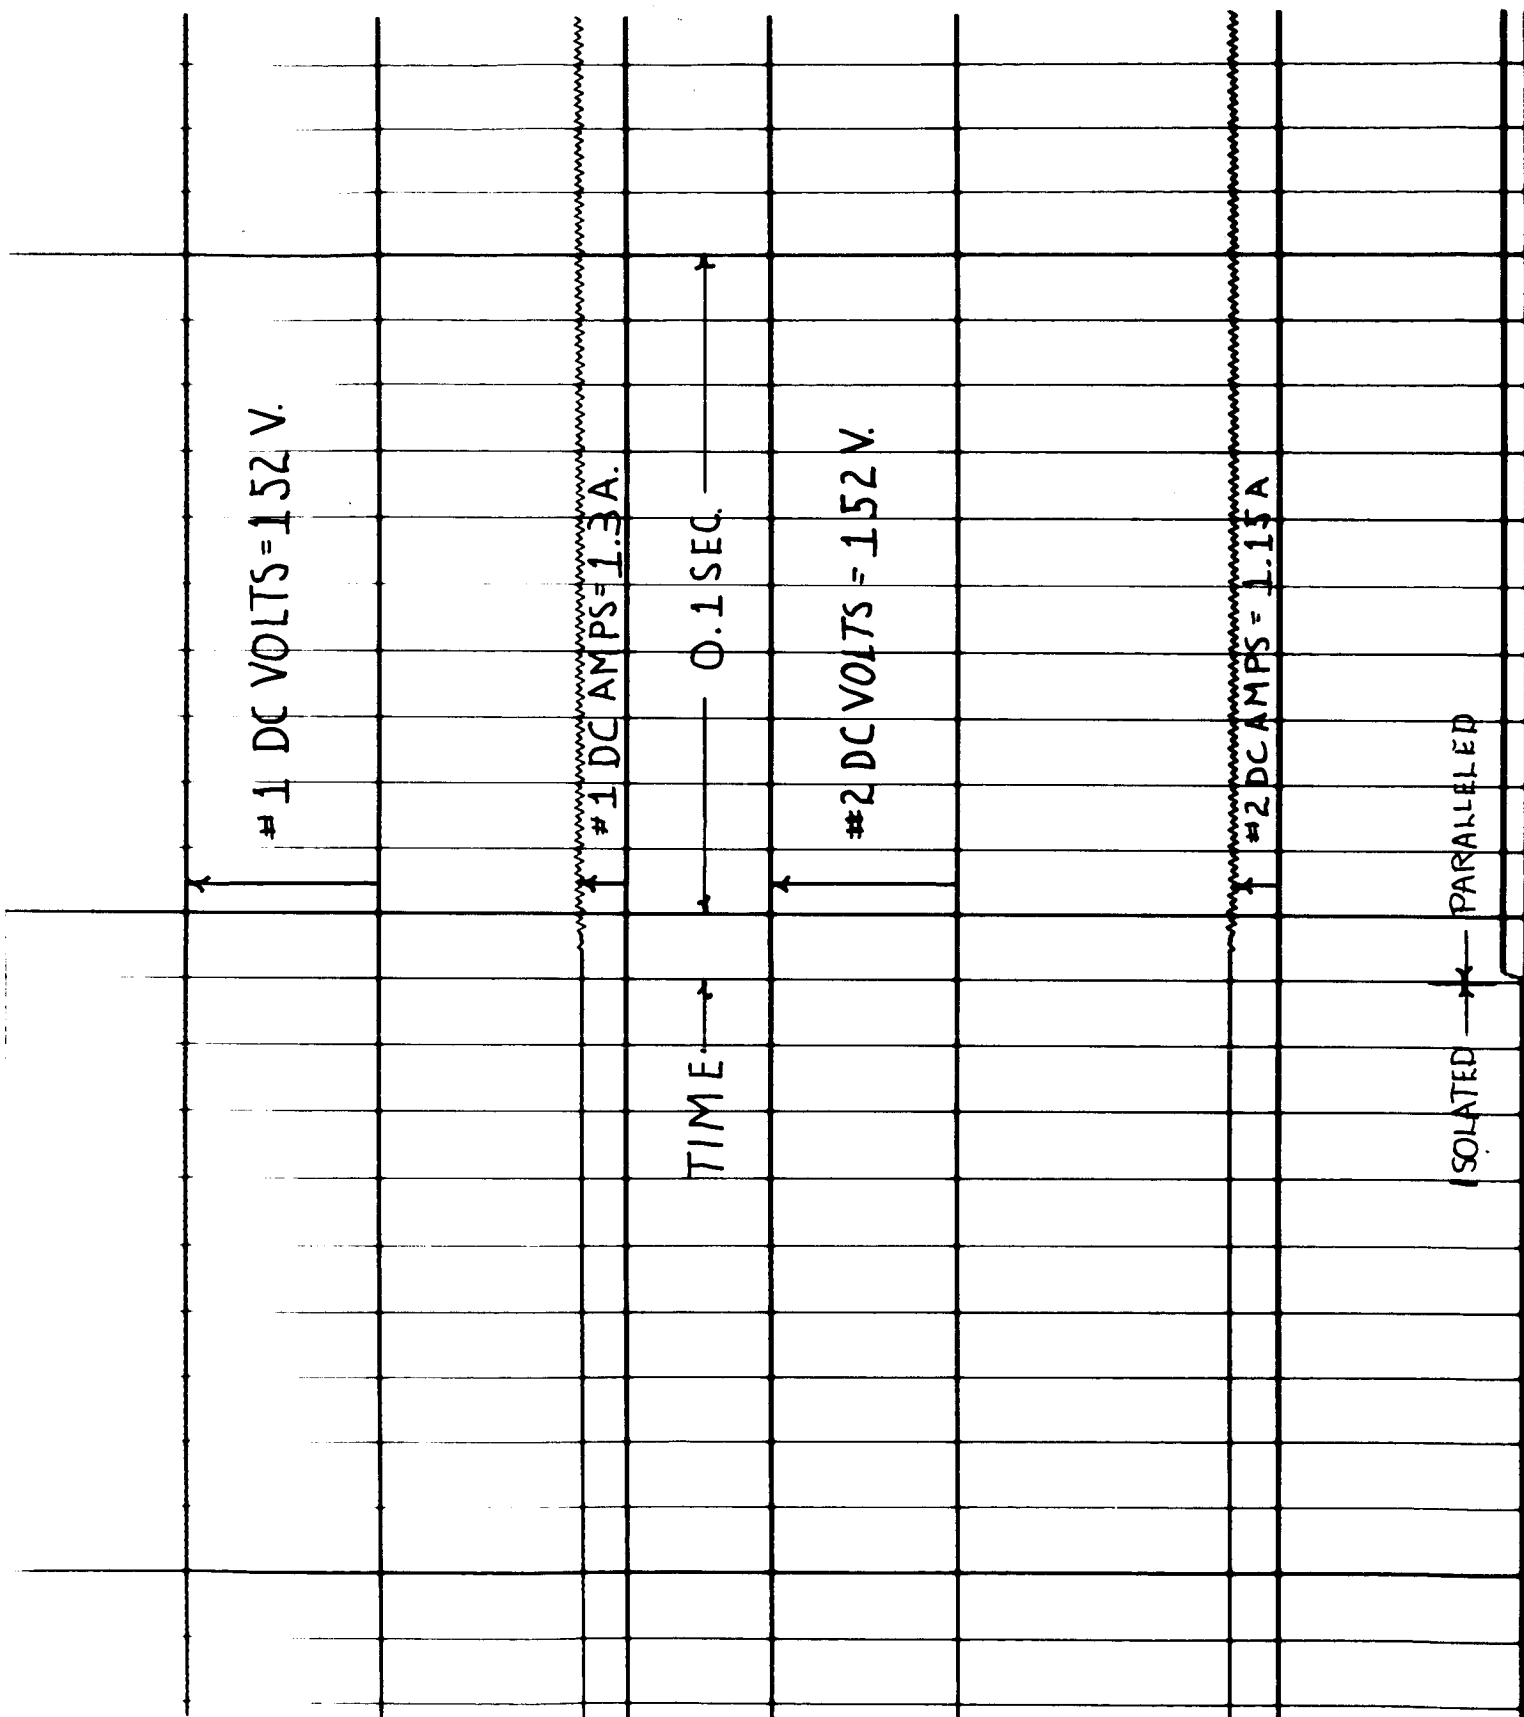 #1 DC VOLTS=152 V.
#1 DC AMPS=1.3A.
TIME
0.1 SEC.
#2 DC VOLTS = 152 V.
#2 DC AMPS = 1.15 A
ISOLATED
PARALLELED